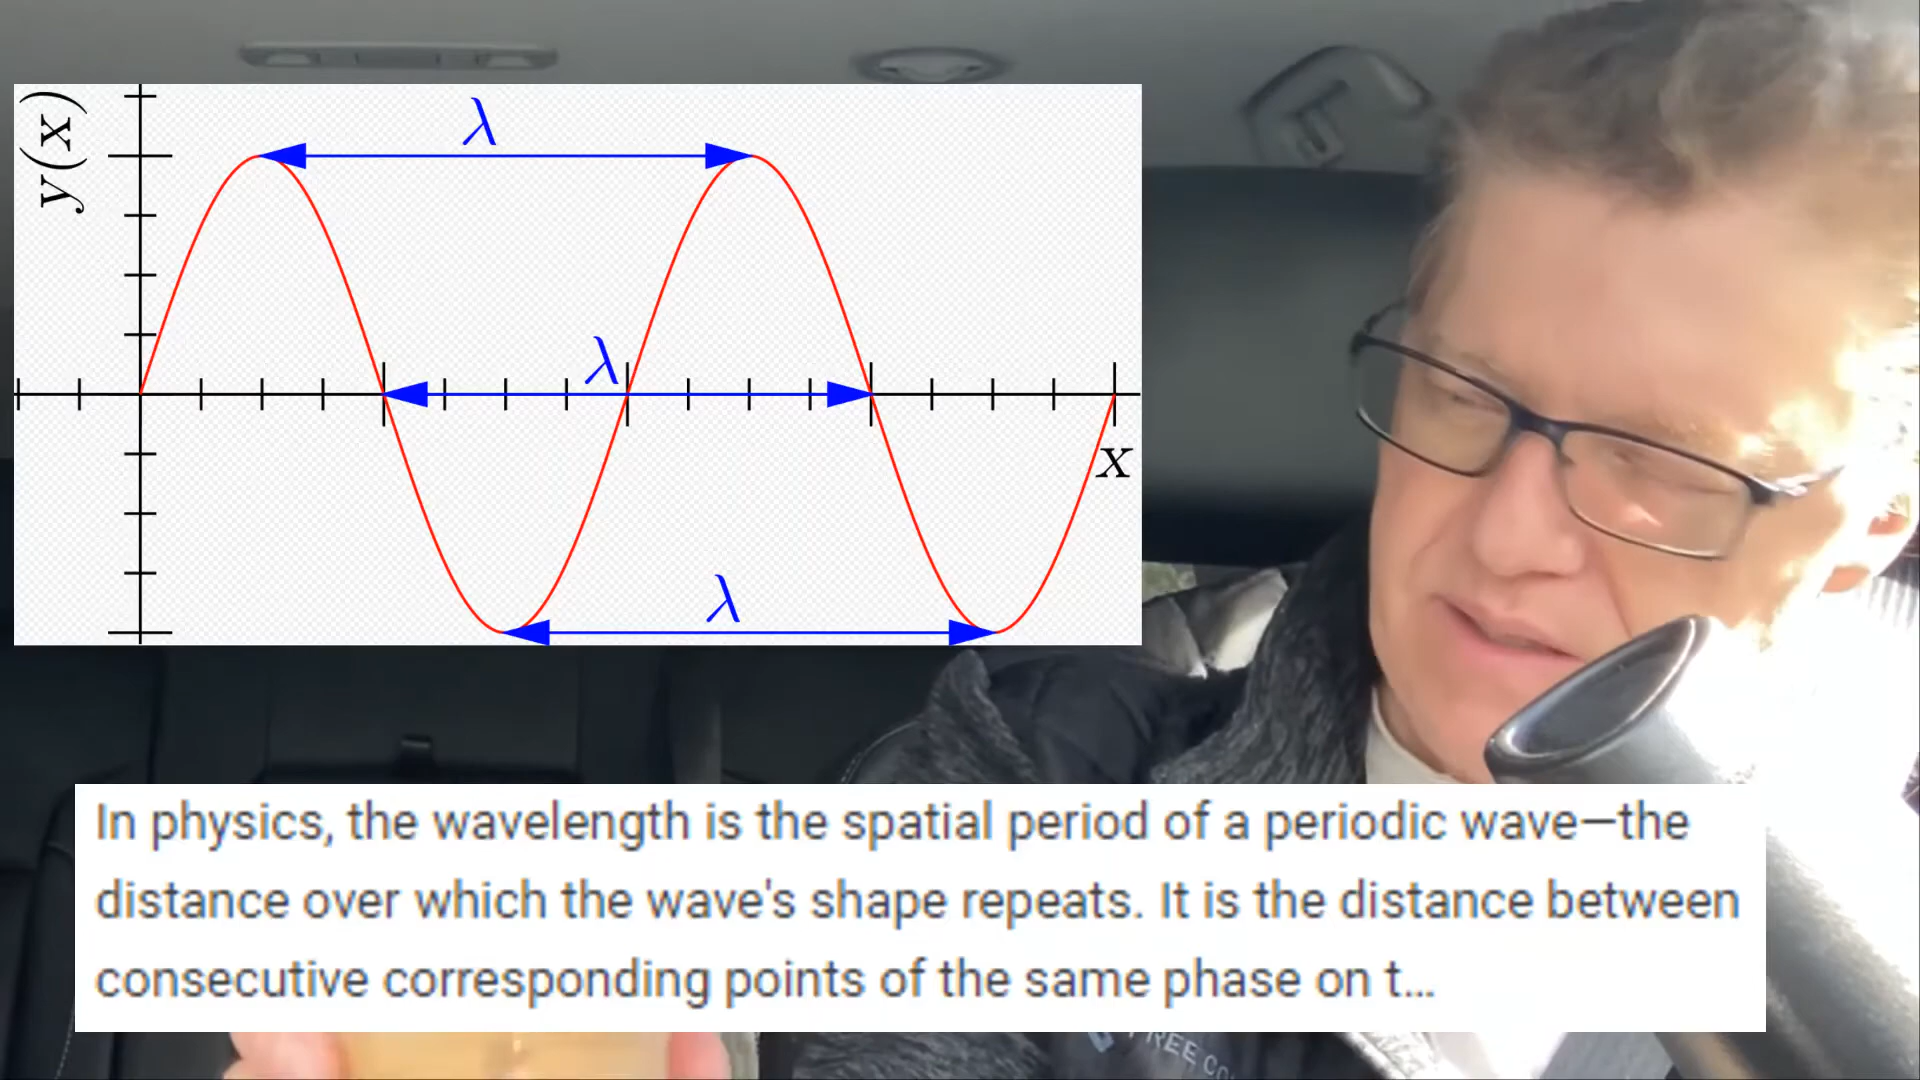 y(x)
λ
λ
x
λ
In physics, the wavelength is the spatial period of a periodic wave—the
distance over which the wave's shape repeats. It is the distance between
consecutive corresponding points of the same phase on t...
FREE